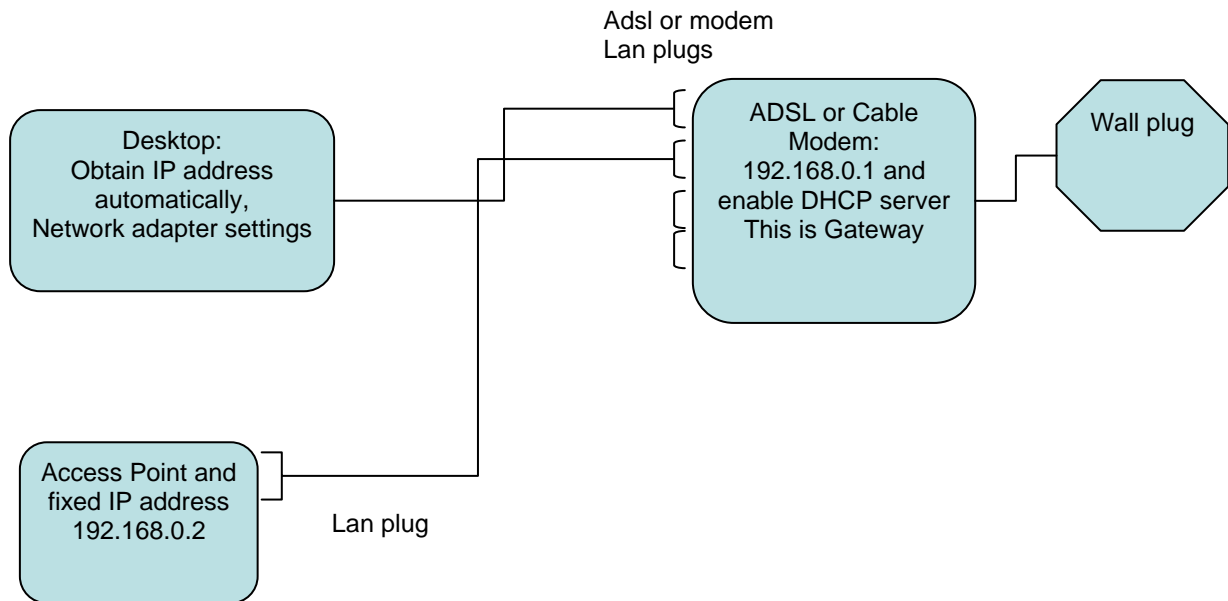 Adsl or modem
Lan plugs
Desktop:
Obtain IP address
automatically,
Network adapter settings
ADSL or Cable
Modem:
192.168.0.1 and
enable DHCP server
This is Gateway
Wall plug
Access Point and
fixed IP address
192.168.0.2
Lan plug